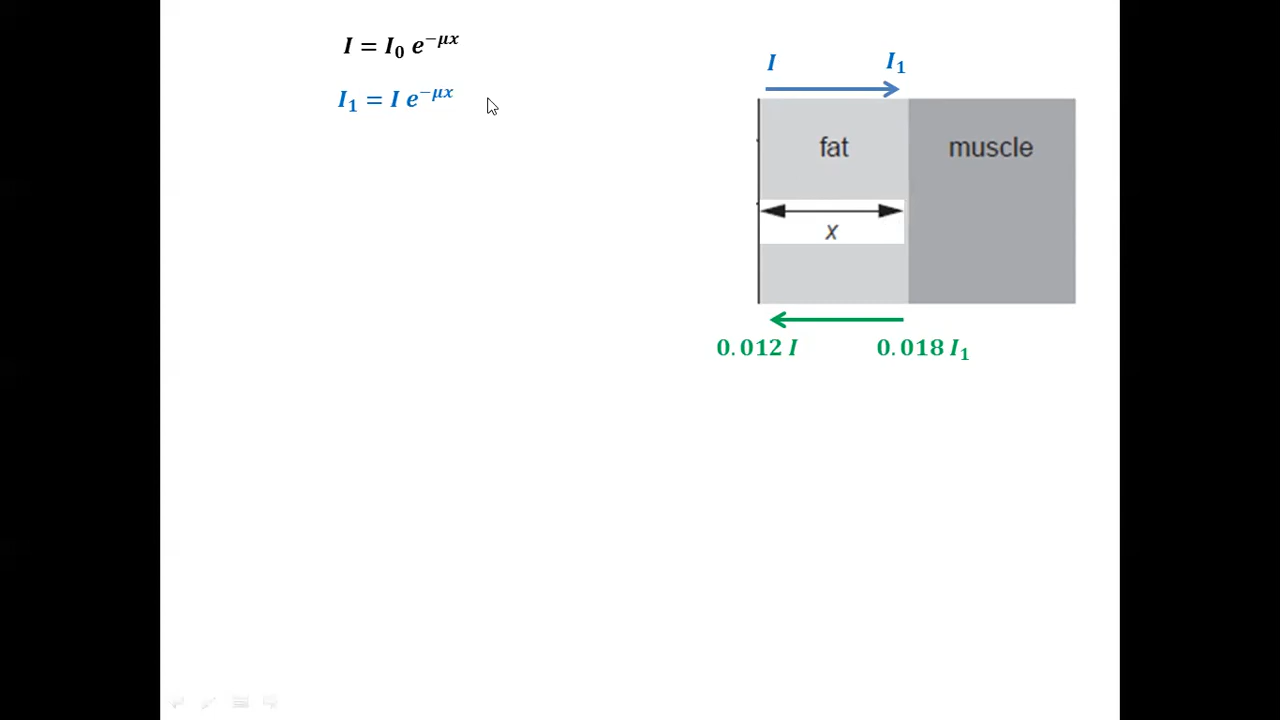 I = I₀ e^{-μx}
I₁ = I e^{-μx}
I I₁
fat muscle
x
0.012 I 0.018 I₁